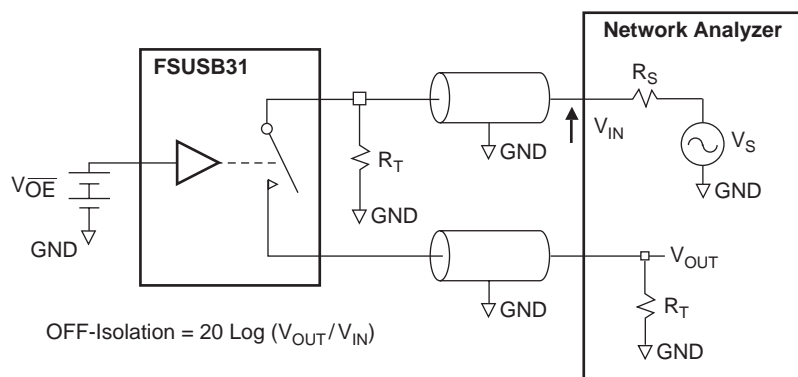 Network Analyzer
FSUSB31
R_S
V_IN
V_S
GND
GND
R_T
GND
V_OE
GND
V_OUT
GND
R_T
GND
OFF-Isolation = 20 Log (V_OUT/V_IN)